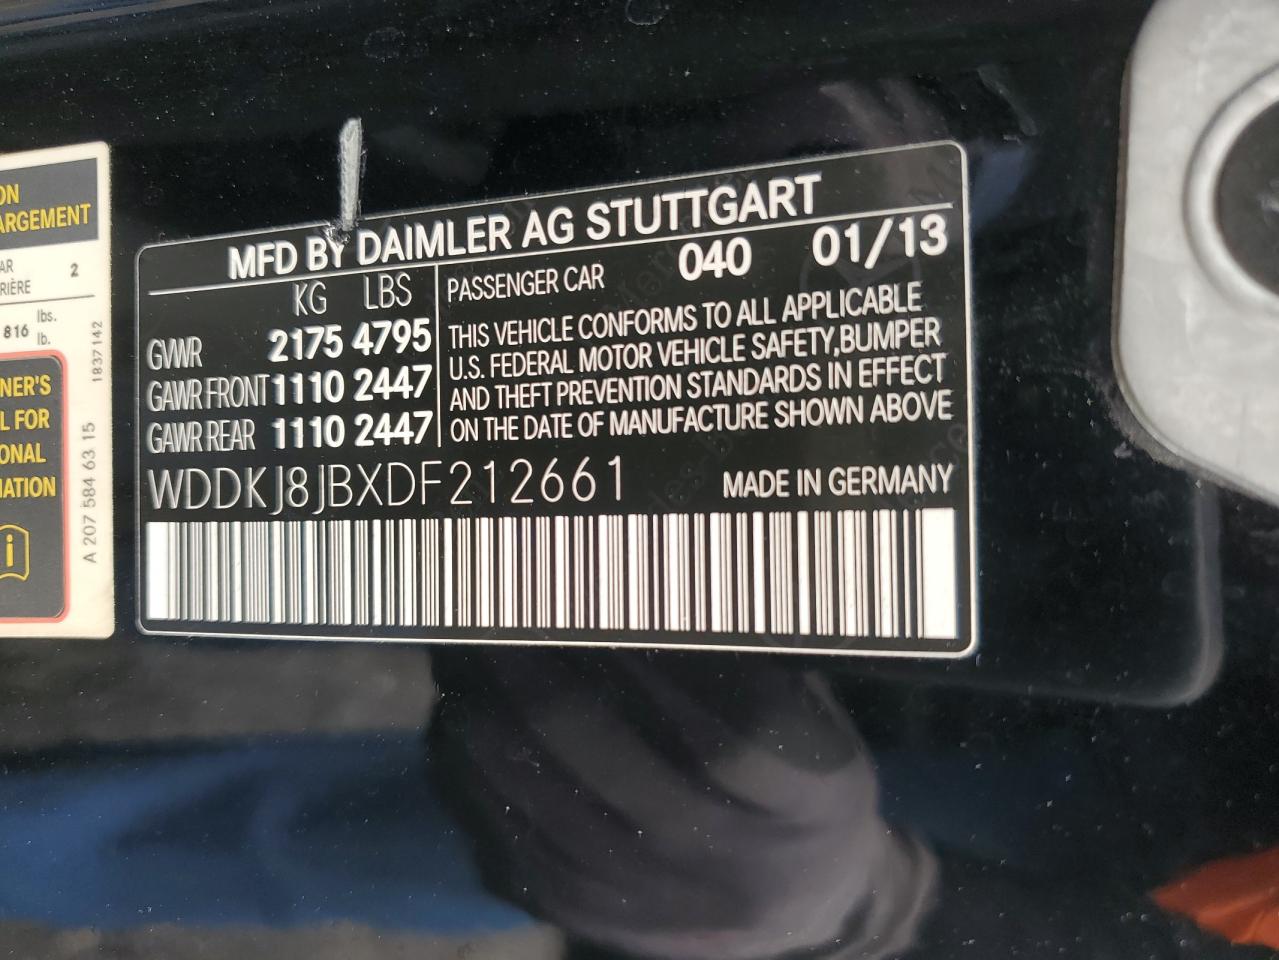 ON
ARGEMENT
AR
RIÈRE
2
816
lbs.
lb.
NER'S
L FOR
ONAL
MATION
1837142
A 207 584 63 15
MFD BY DAIMLER AG STUTTGART
KG LBS
GVWR 2175 4795
GAWR FRONT 1110 2447
GAWR REAR 1110 2447
PASSENGER CAR 040 01/13
THIS VEHICLE CONFORMS TO ALL APPLICABLE
U.S. FEDERAL MOTOR VEHICLE SAFETY,BUMPER
AND THEFT PREVENTION STANDARDS IN EFFECT
ON THE DATE OF MANUFACTURE SHOWN ABOVE
WDDKJ8JBXDF212661
MADE IN GERMANY